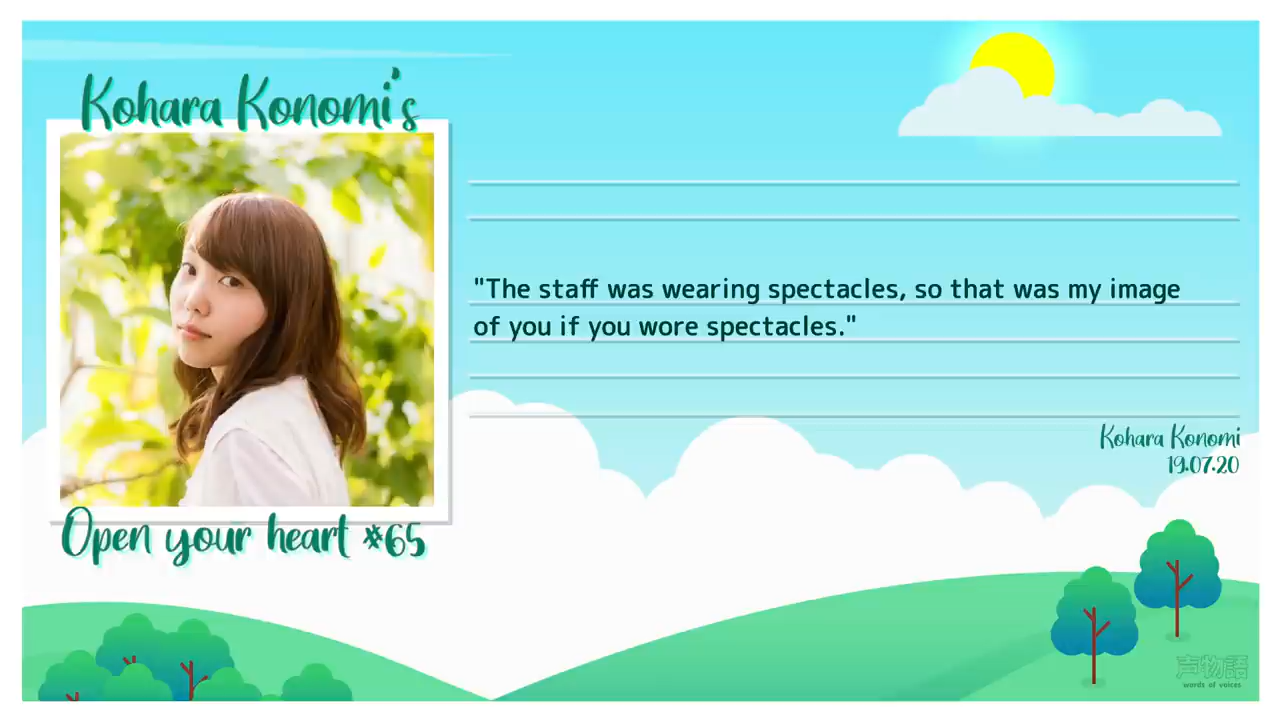 Kohara Konomi's
"The staff was wearing spectacles, so that was my image
of you if you wore spectacles."
Kohara Konomi
19.07.20
Open your heart #65
声物語
words of voices